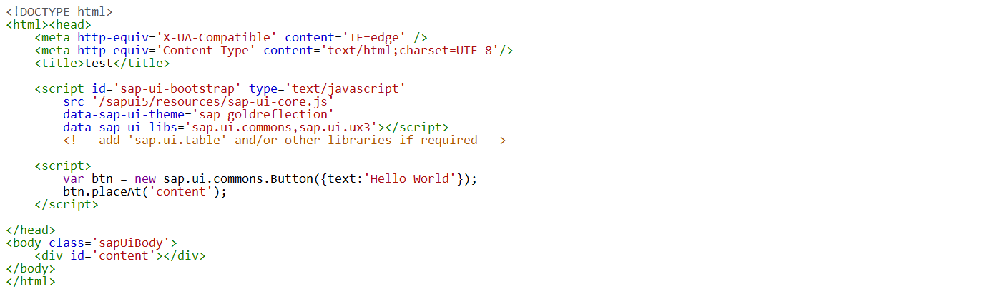 <!DOCTYPE html>
<html><head>
    <meta http-equiv='X-UA-Compatible' content='IE=edge' />
    <meta http-equiv='Content-Type' content='text/html;charset=UTF-8'/>
    <title>test</title>

    <script id='sap-ui-bootstrap' type='text/javascript'
        src='/sapui5/resources/sap-ui-core.js'
        data-sap-ui-theme='sap_goldreflection'
        data-sap-ui-libs='sap.ui.commons,sap.ui.ux3'></script>
        <!-- add 'sap.ui.table' and/or other libraries if required -->

    <script>
        var btn = new sap.ui.commons.Button({text:'Hello World'});
        btn.placeAt('content');
    </script>

</head>
<body class='sapUiBody'>
    <div id='content'></div>
</body>
</html>